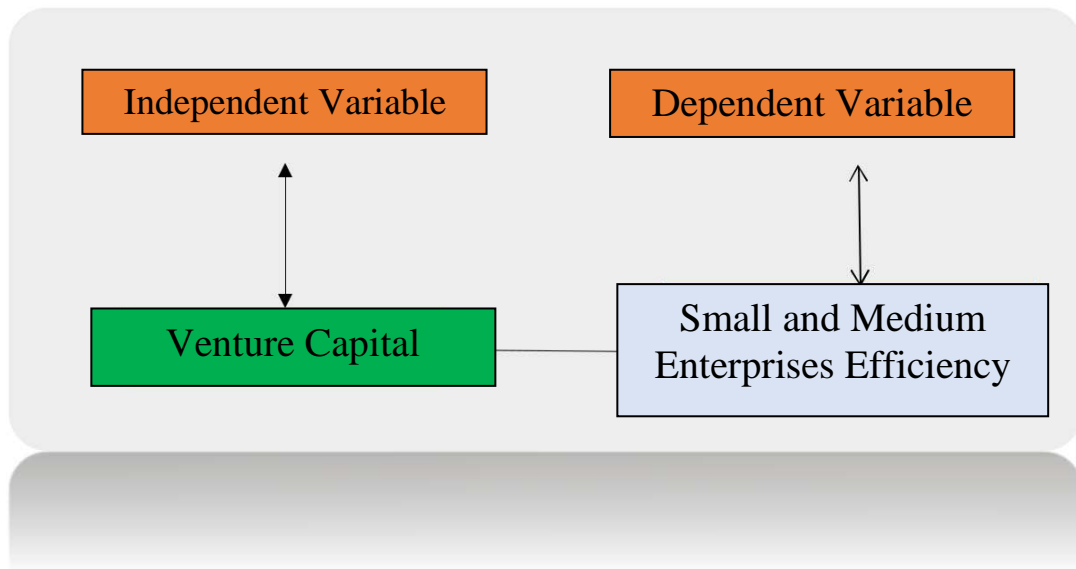 Independent Variable
Dependent Variable
Venture Capital
Small and Medium
Enterprises Efficiency